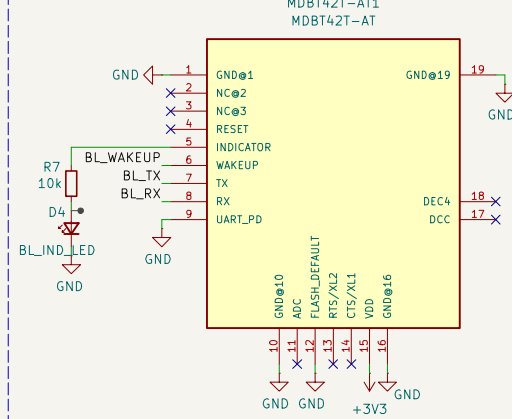 MDBT42T-AT1
MDBT42T-AT
GND 1 GND@1 GND@19 19
2 NC@2 GND
3 NC@3
4 RESET
5 INDICATOR
BL_WAKEUP 6 WAKEUP
R7 BL_TX 7 TX
10k BL_RX 8 RX DEC4 18
D4 9 UART_PD DCC 17
BL_IND_LED
GND
GND
GND@10
ADC
FLASH_DEFAULT
RTS/XL2
CTS/XL1
VDD
GND@16
10
11
12
13
14
15
16
GND GND +3V3 GND